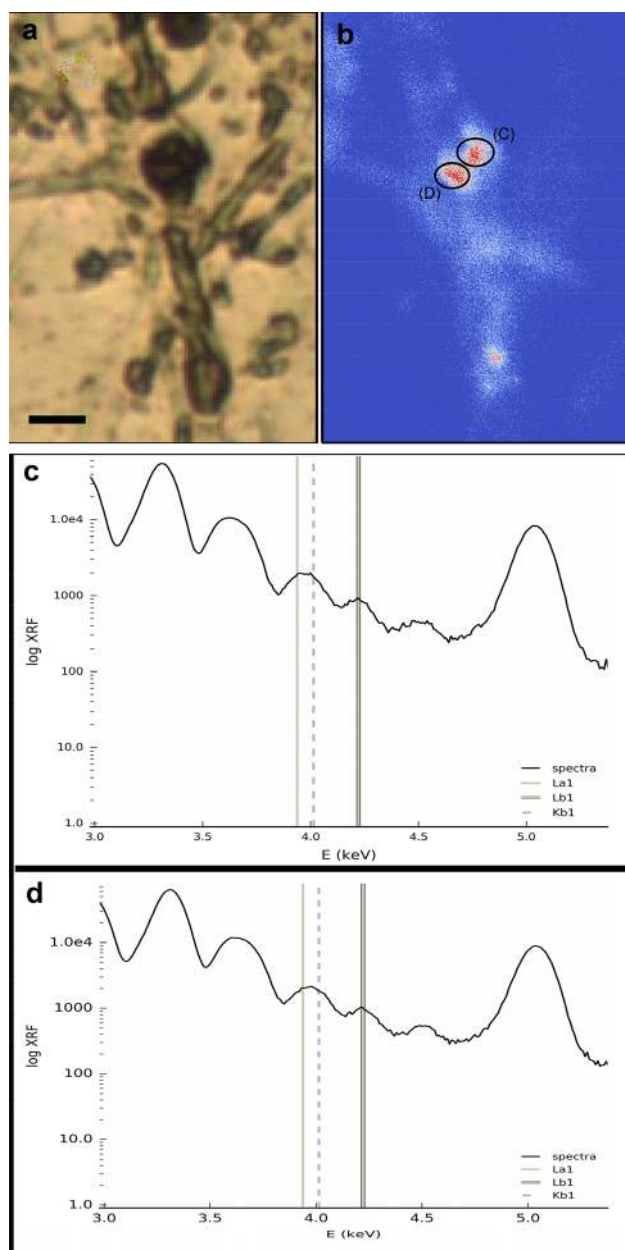 a
b
(C)
(D)
c
1.0e4
1000
100
10.0
1.0
log XRF
3.0 3.5 4.0 4.5 5.0
E (keV)
spectra
La1
Lb1
Kb1
d
1.0e4
1000
100
10.0
1.0
log XRF
3.0 3.5 4.0 4.5 5.0
E (keV)
spectra
La1
Lb1
Kb1